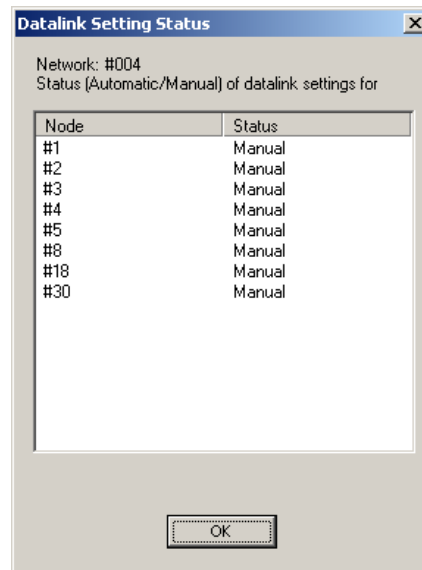 Datalink Setting Status
Network: #004
Status (Automatic/Manual) of datalink settings for
Node Status
#1 Manual
#2 Manual
#3 Manual
#4 Manual
#5 Manual
#8 Manual
#18 Manual
#30 Manual
OK